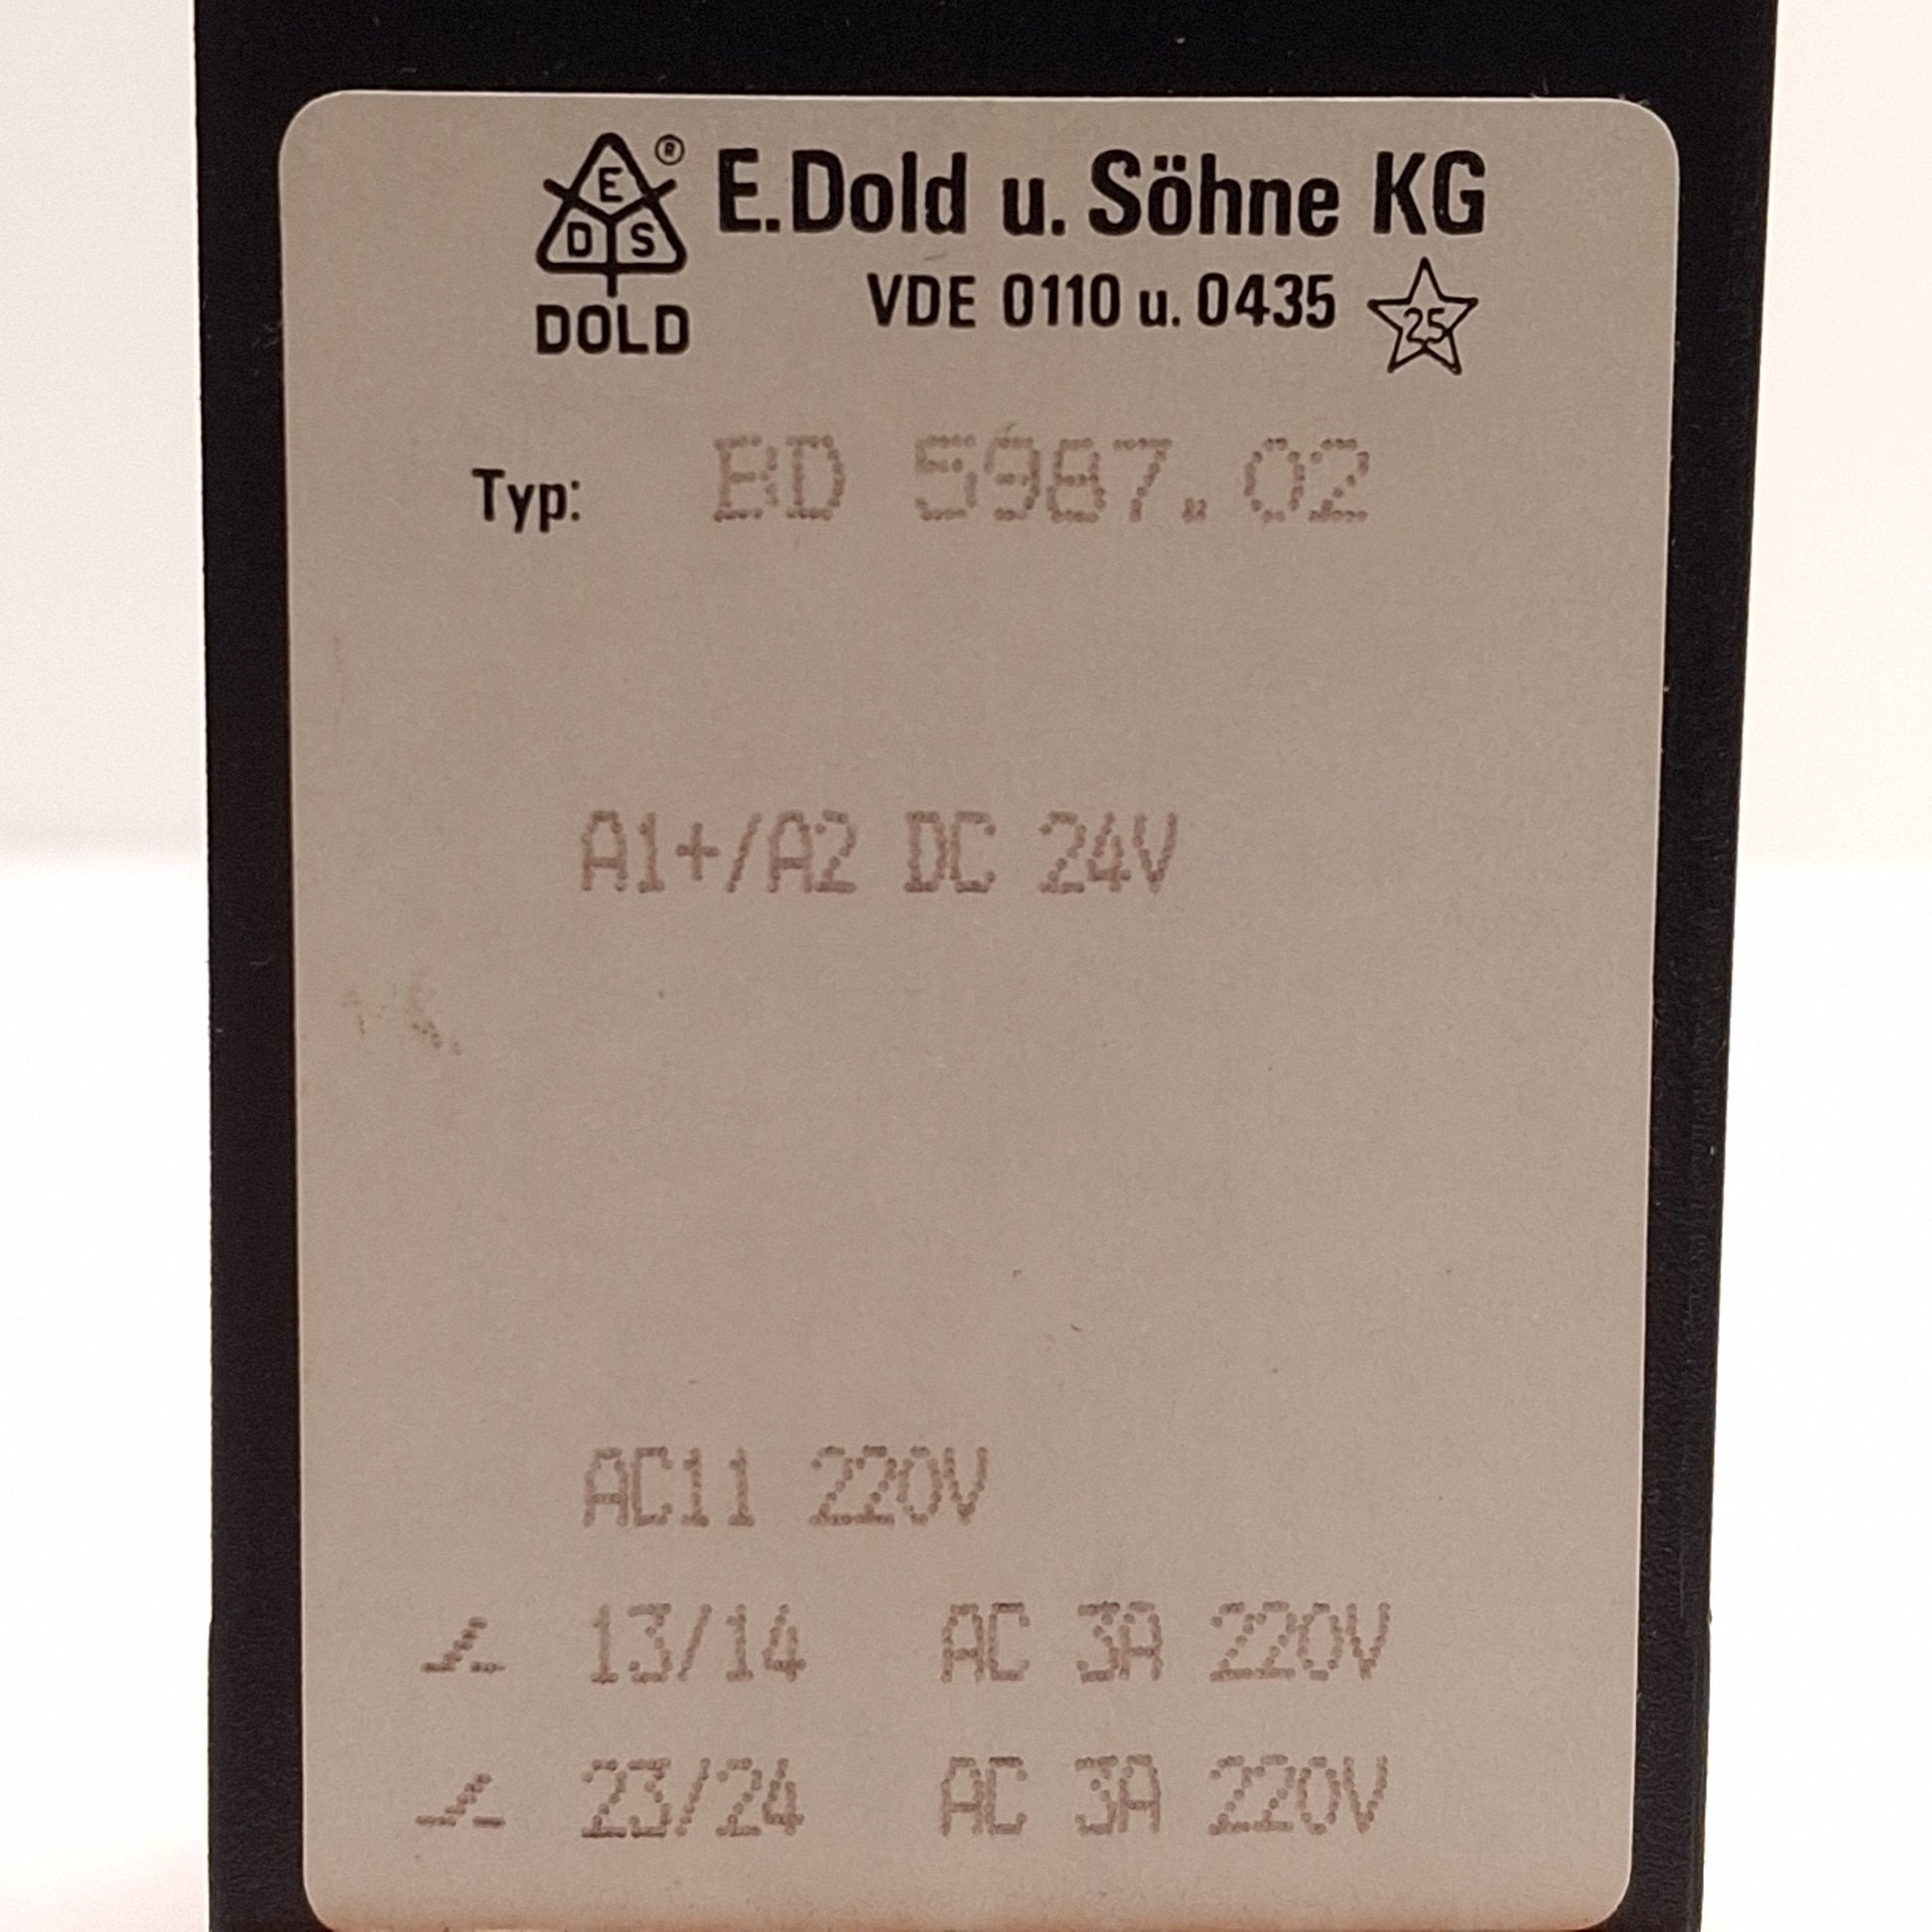 E D S ®
DOLD
E.Dold u. Söhne KG
VDE 0110 u. 0435 25
Typ: BD 5987.02
A1+/A2 DC 24V
AC11 220V
13/14 AC 3A 220V
23/24 AC 3A 220V